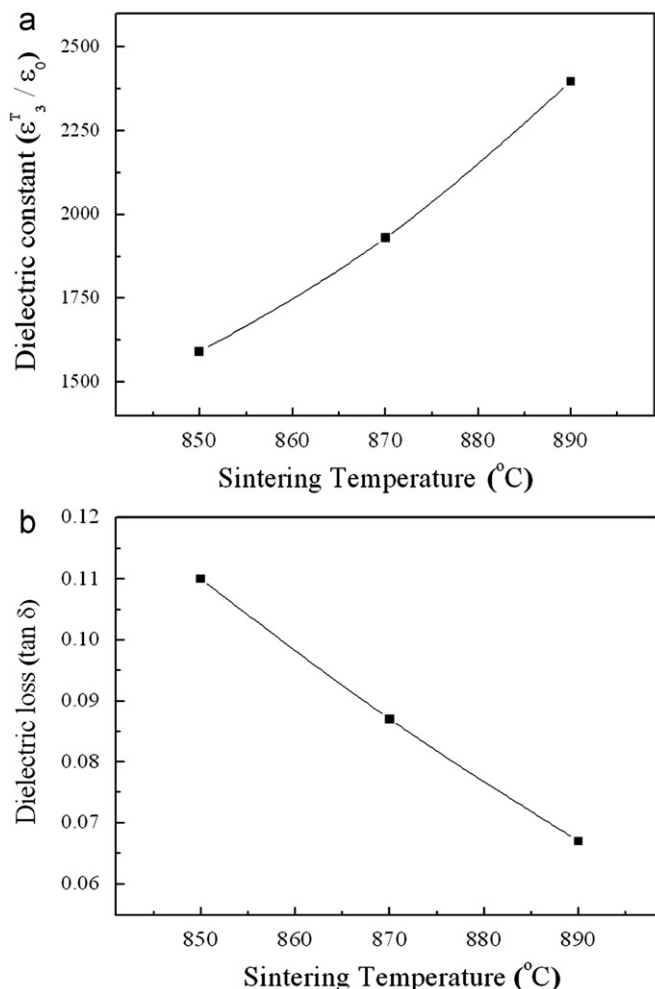 a
Dielectric constant (ε^T_3 / ε_0)
2500
2250
2000
1750
1500
850 860 870 880 890
Sintering Temperature (°C)
b
Dielectric loss (tan δ)
0.12
0.11
0.10
0.09
0.08
0.07
0.06
850 860 870 880 890
Sintering Temperature (°C)